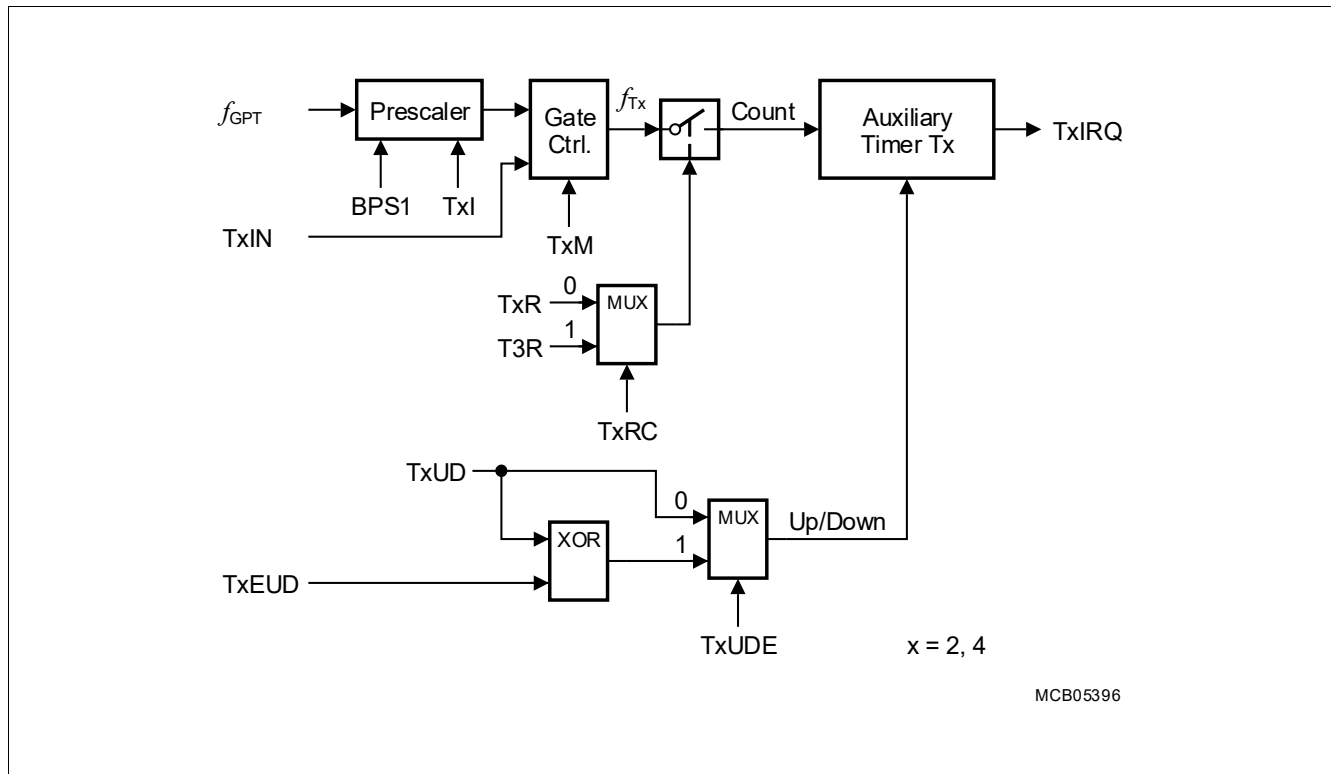 fGPT
Prescaler
BPS1
TxI
TxIN
Gate
Ctrl.
TxM
fTx
Count
Auxiliary
Timer Tx
TxIRQ
TxR
0
T3R
1
MUX
TxRC
TxUD
TxEUD
XOR
0
1
MUX
TxUDE
Up/Down
x = 2, 4
MCB05396